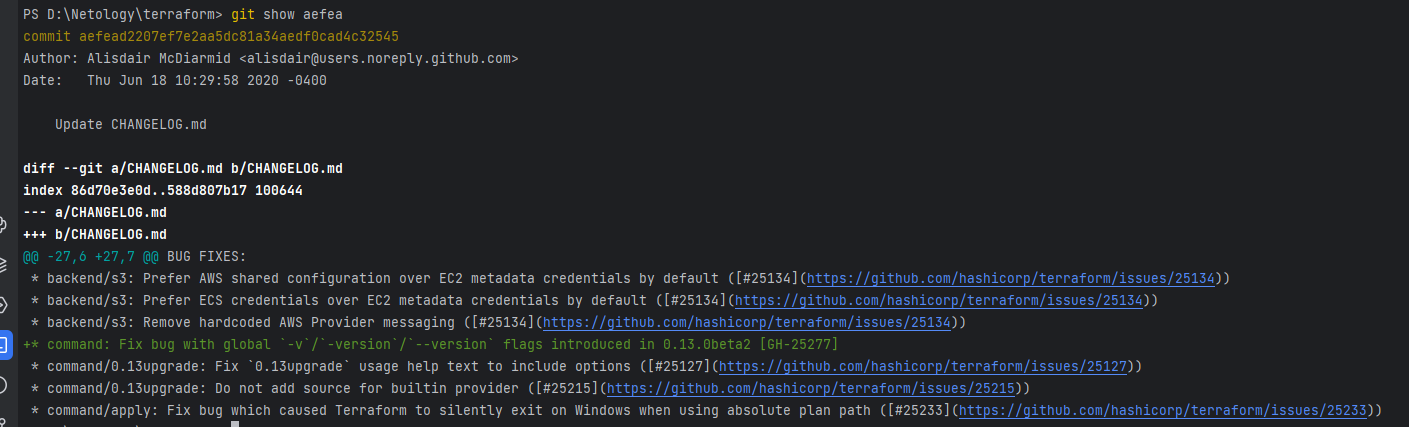 PS D:\Netology\terraform> git show aefea
commit aefead2207ef7e2aa5dc81a34aedf0cad4c32545
Author: Alisdair McDiarmid <alisdair@users.noreply.github.com>
Date:   Thu Jun 18 10:29:58 2020 -0400
    Update CHANGELOG.md
diff --git a/CHANGELOG.md b/CHANGELOG.md
index 86d70e3e0d..588d807b17 100644
--- a/CHANGELOG.md
+++ b/CHANGELOG.md
@@ -27,6 +27,7 @@ BUG FIXES:
 * backend/s3: Prefer AWS shared configuration over EC2 metadata credentials by default ([#25134](https://github.com/hashicorp/terraform/issues/25134))
 * backend/s3: Prefer ECS credentials over EC2 metadata credentials by default ([#25134](https://github.com/hashicorp/terraform/issues/25134))
 * backend/s3: Remove hardcoded AWS Provider messaging ([#25134](https://github.com/hashicorp/terraform/issues/25134))
+* command: Fix bug with global `-v`/`-version`/`--version` flags introduced in 0.13.0beta2 [GH-25277]
 * command/0.13upgrade: Fix `0.13upgrade` usage help text to include options ([#25127](https://github.com/hashicorp/terraform/issues/25127))
 * command/0.13upgrade: Do not add source for builtin provider ([#25215](https://github.com/hashicorp/terraform/issues/25215))
 * command/apply: Fix bug which caused Terraform to silently exit on Windows when using absolute plan path ([#25233](https://github.com/hashicorp/terraform/issues/25233))